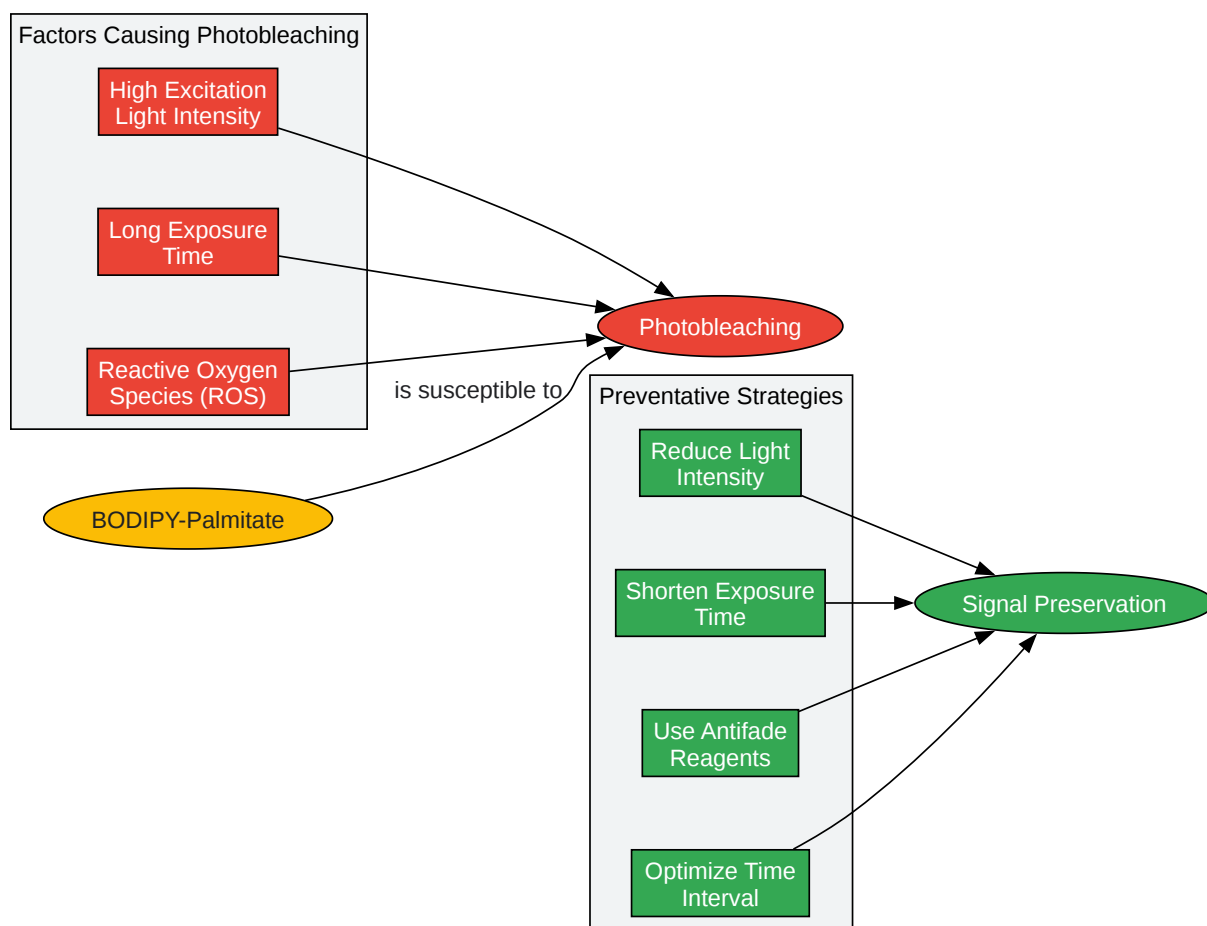 Factors Causing Photobleaching
High Excitation
Light Intensity
Long Exposure
Time
Reactive Oxygen
Species (ROS)
BODIPY-Palmitate
is susceptible to
Photobleaching
Preventative Strategies
Reduce Light
Intensity
Shorten Exposure
Time
Use Antifade
Reagents
Optimize Time
Interval
Signal Preservation